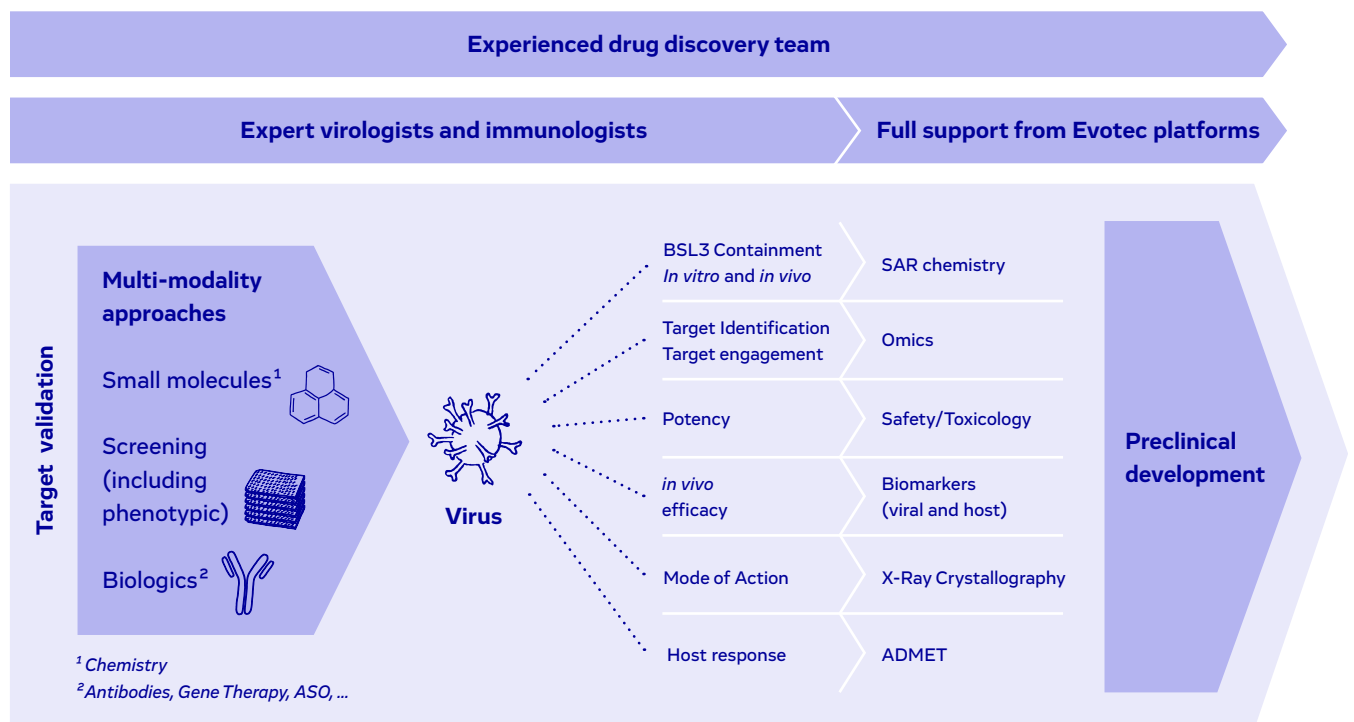 Experienced drug discovery team
Expert virologists and immunologists
Full support from Evotec platforms
Target validation
Multi-modality
approaches
Small molecules¹
Screening
(including
phenotypic)
Biologics²
¹ Chemistry
² Antibodies, Gene Therapy, ASO, ...
Virus
BSL3 Containment
In vitro and in vivo
SAR chemistry
Target Identification
Target engagement
Omics
Potency
Safety/Toxicology
in vivo
efficacy
Biomarkers
(viral and host)
Mode of Action
X-Ray Crystallography
Host response
ADMET
Preclinical
development